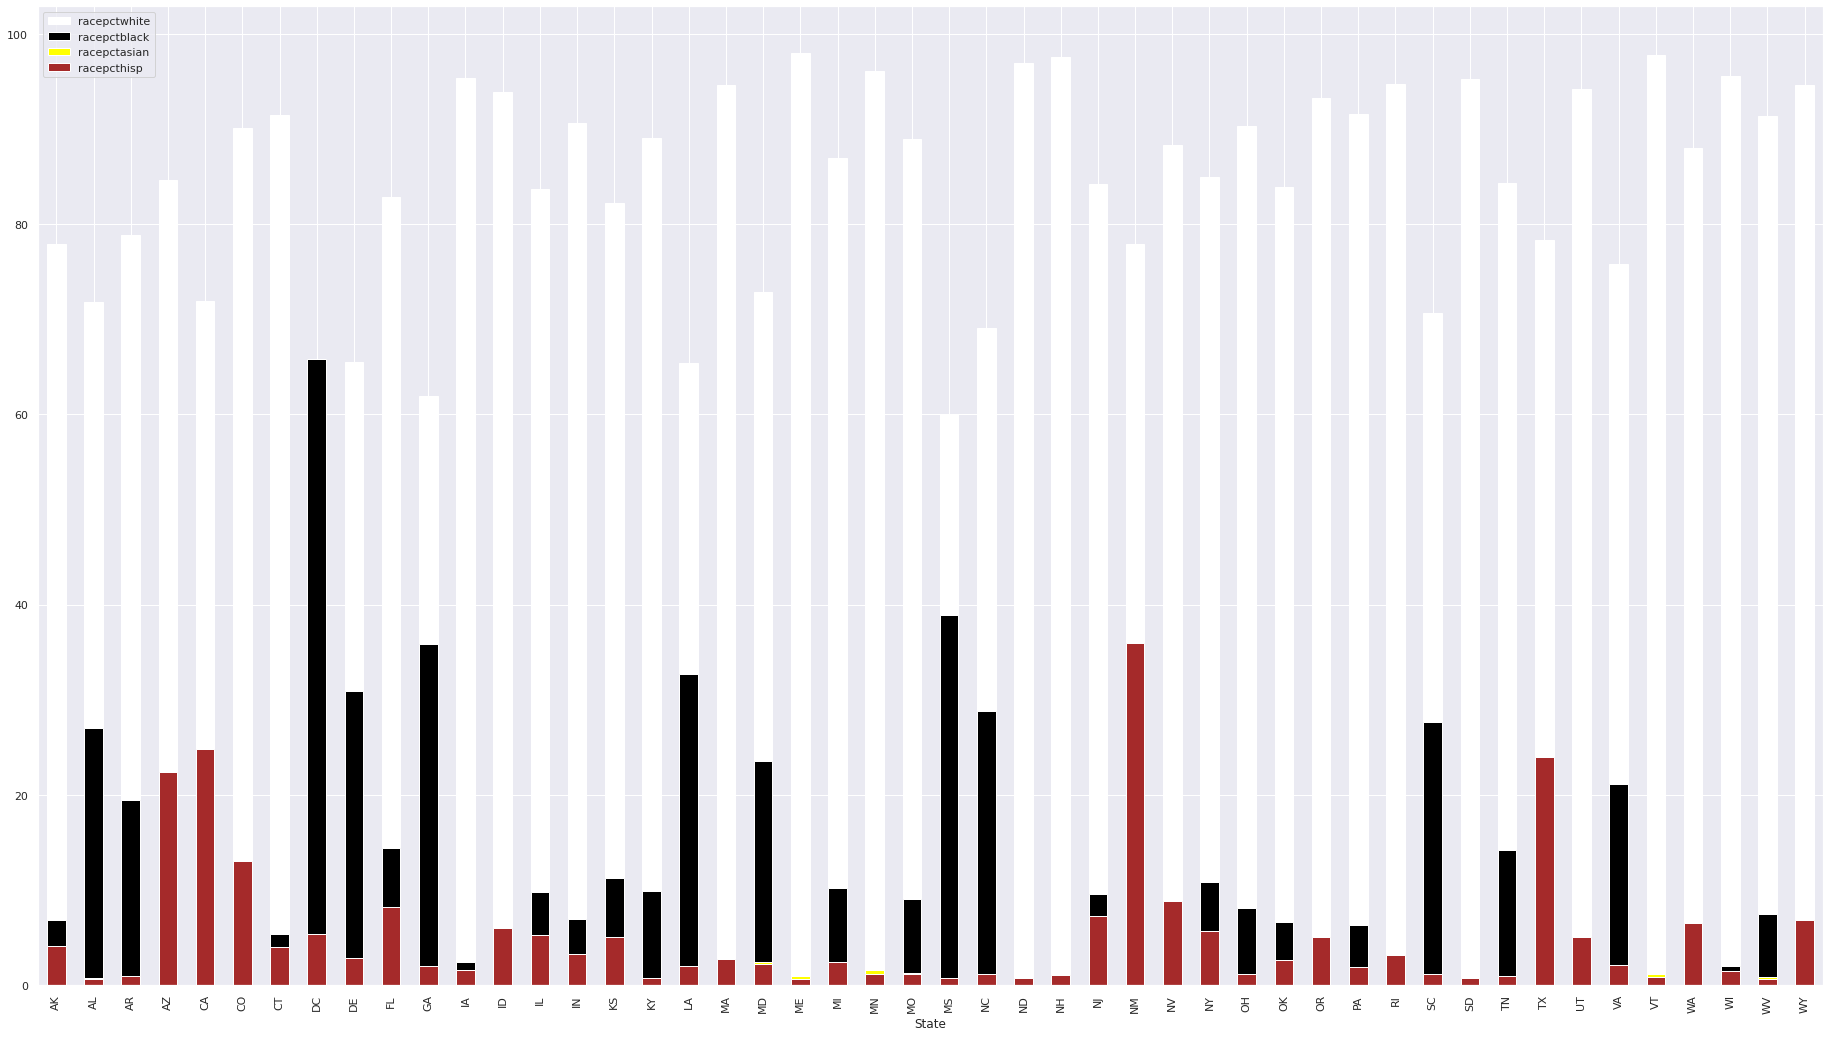 racepctwhite
racepctblack
racepctasian
racepcthisp
100
80
60
40
20
0
AK AL AR AZ CA CO CT DC DE FL GA IA ID IL IN KS KY LA MA MD ME MI MN MO MS NC ND NH NJ NM NV NY OH OK OR PA RI SC SD TN TX UT VA VT WA WI WV WY
State